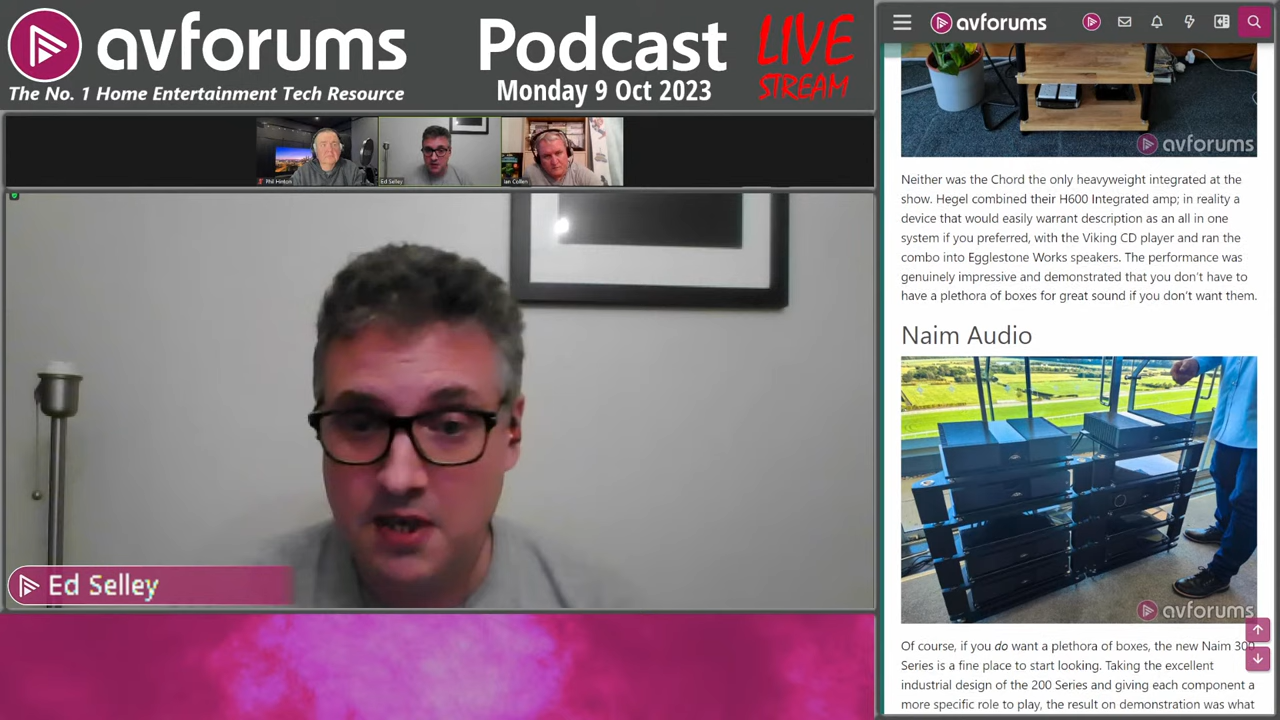 avforums
The No. 1 Home Entertainment Tech Resource
Podcast
Monday 9 Oct 2023
LIVE
STREAM
Phil Hinton
Ed Selley
Ian Collen
Ed Selley
avforums
avforums
Neither was the Chord the only heavyweight integrated at the
show. Hegel combined their H600 Integrated amp; in reality a
device that would easily warrant description as an all in one
system if you preferred, with the Viking CD player and ran the
combo into Egglestone Works speakers. The performance was
genuinely impressive and demonstrated that you don't have to
have a plethora of boxes for great sound if you don't want them.
Naim Audio
avforums
Of course, if you do want a plethora of boxes, the new Naim 300
Series is a fine place to start looking. Taking the excellent
industrial design of the 200 Series and giving each component a
more specific role to play, the result on demonstration was what